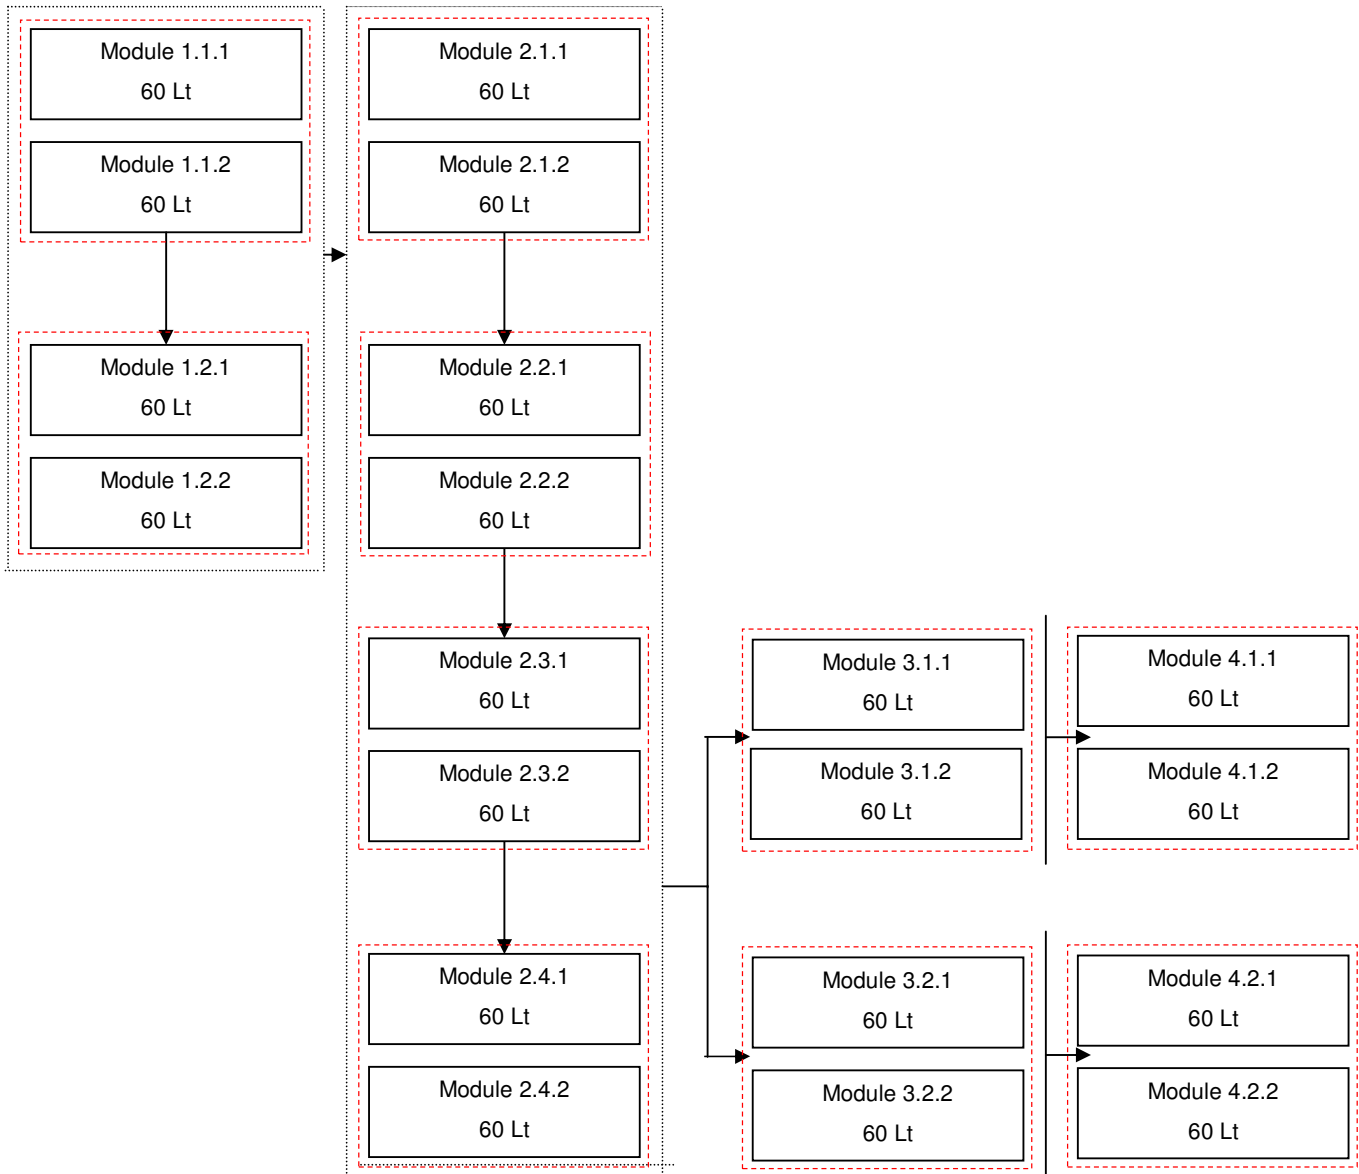 Module 1.1.1
60 Lt
Module 1.1.2
60 Lt
Module 1.2.1
60 Lt
Module 1.2.2
60 Lt
Module 2.1.1
60 Lt
Module 2.1.2
60 Lt
Module 2.2.1
60 Lt
Module 2.2.2
60 Lt
Module 2.3.1
60 Lt
Module 2.3.2
60 Lt
Module 2.4.1
60 Lt
Module 2.4.2
60 Lt
Module 3.1.1
60 Lt
Module 3.1.2
60 Lt
Module 3.2.1
60 Lt
Module 3.2.2
60 Lt
Module 4.1.1
60 Lt
Module 4.1.2
60 Lt
Module 4.2.1
60 Lt
Module 4.2.2
60 Lt